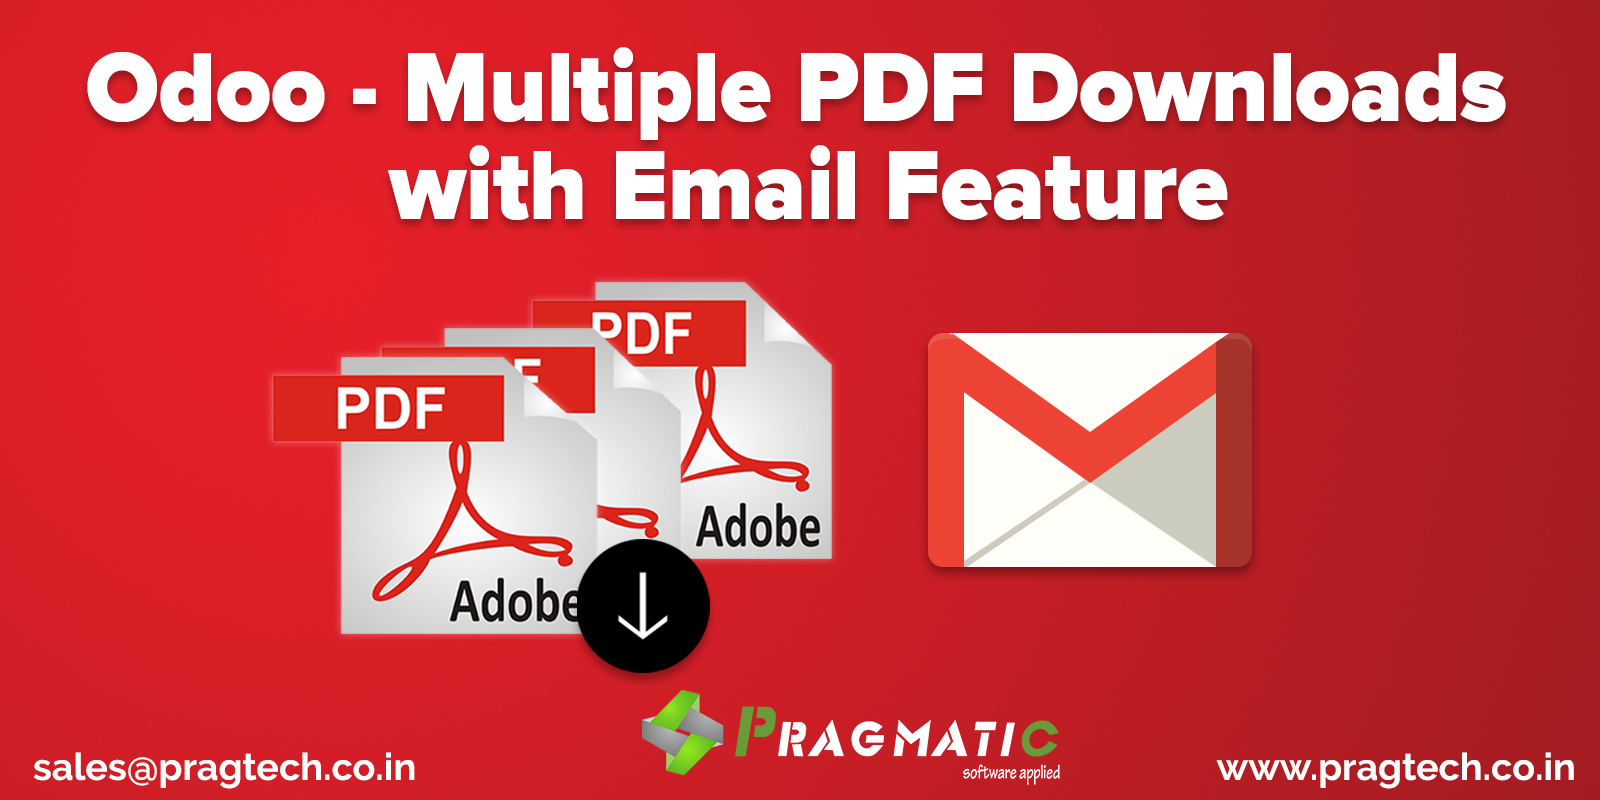 Odoo - Multiple PDF Downloads
with Email Feature
PDF
F
PDF
Adobe
Adobe
PRAGMATIC
software applied
sales@pragtech.co.in
www.pragtech.co.in